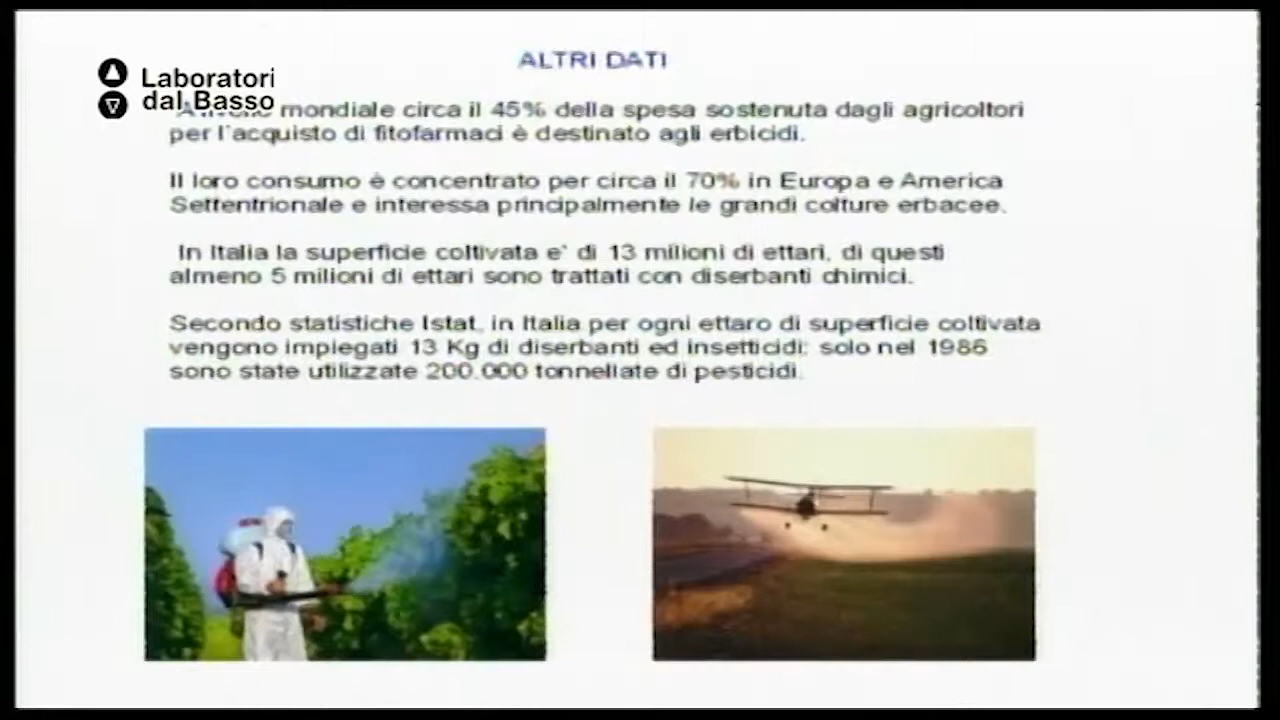 ALTRI DATI
Laboratori
dal Basso
mondiale circa il 45% della spesa sostenuta dagli agricoltori
per l'acquisto di fitofarmaci è destinato agli erbicidi.
Il loro consumo è concentrato per circa il 70% in Europa e America
Settentrionale e interessa principalmente le grandi colture erbacee.
In Italia la superficie coltivata e' di 13 milioni di ettari, di questi
almeno 5 milioni di ettari sono trattati con diserbanti chimici.
Secondo statistiche Istat, in Italia per ogni ettaro di superficie coltivata
vengono impiegati 13 Kg di diserbanti ed insetticidi; solo nel 1986
sono state utilizzate 200.000 tonnellate di pesticidi.